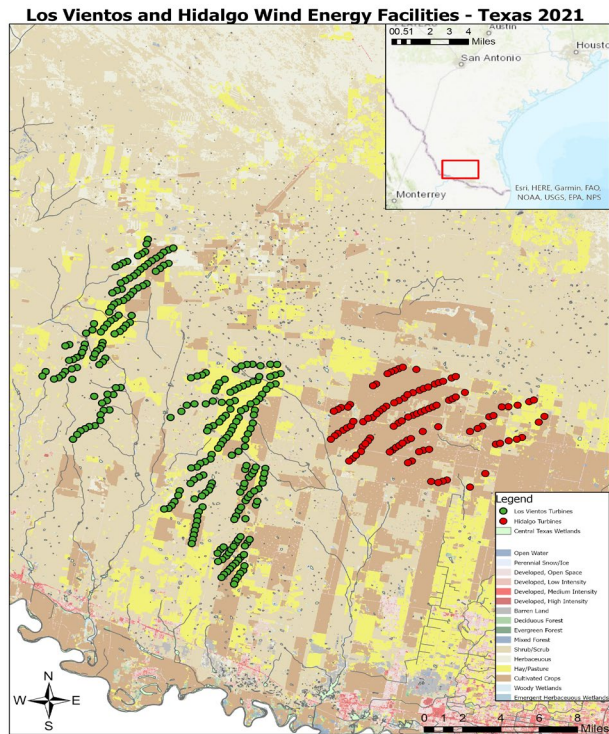 Los Vientos and Hidalgo Wind Energy Facilities - Texas 2021
00.51 2 3 4
Miles
Austin
Houston
San Antonio
Monterrey
Esri, HERE, Garmin, FAO,
NOAA, USGS, EPA, NPS
Legend
Los Vientos Turbines
Hidalgo Turbines
Central Texas Wetlands
Open Water
Perennial Snow/Ice
Developed, Open Space
Developed, Low Intensity
Developed, Medium Intensity
Developed, High Intensity
Barren Land
Deciduous Forest
Evergreen Forest
Mixed Forest
Shrub/Scrub
Herbaceuous
Hay/Pasture
Cultivated Crops
Woody Wetlands
Emergent Herbaceuous Wetlands
N
W E
S
0 1 2 4 6 8
Miles